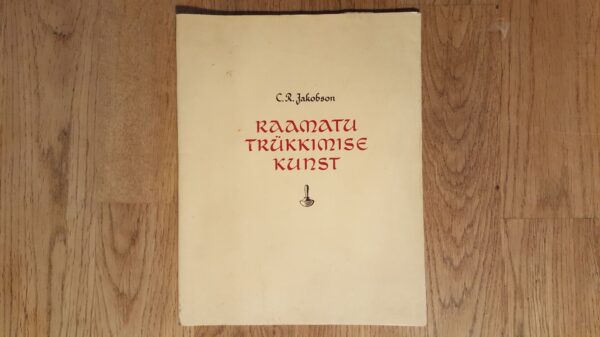 C. R. Jakobson
RAAMATU
TRÜKKIMISE
KUNST